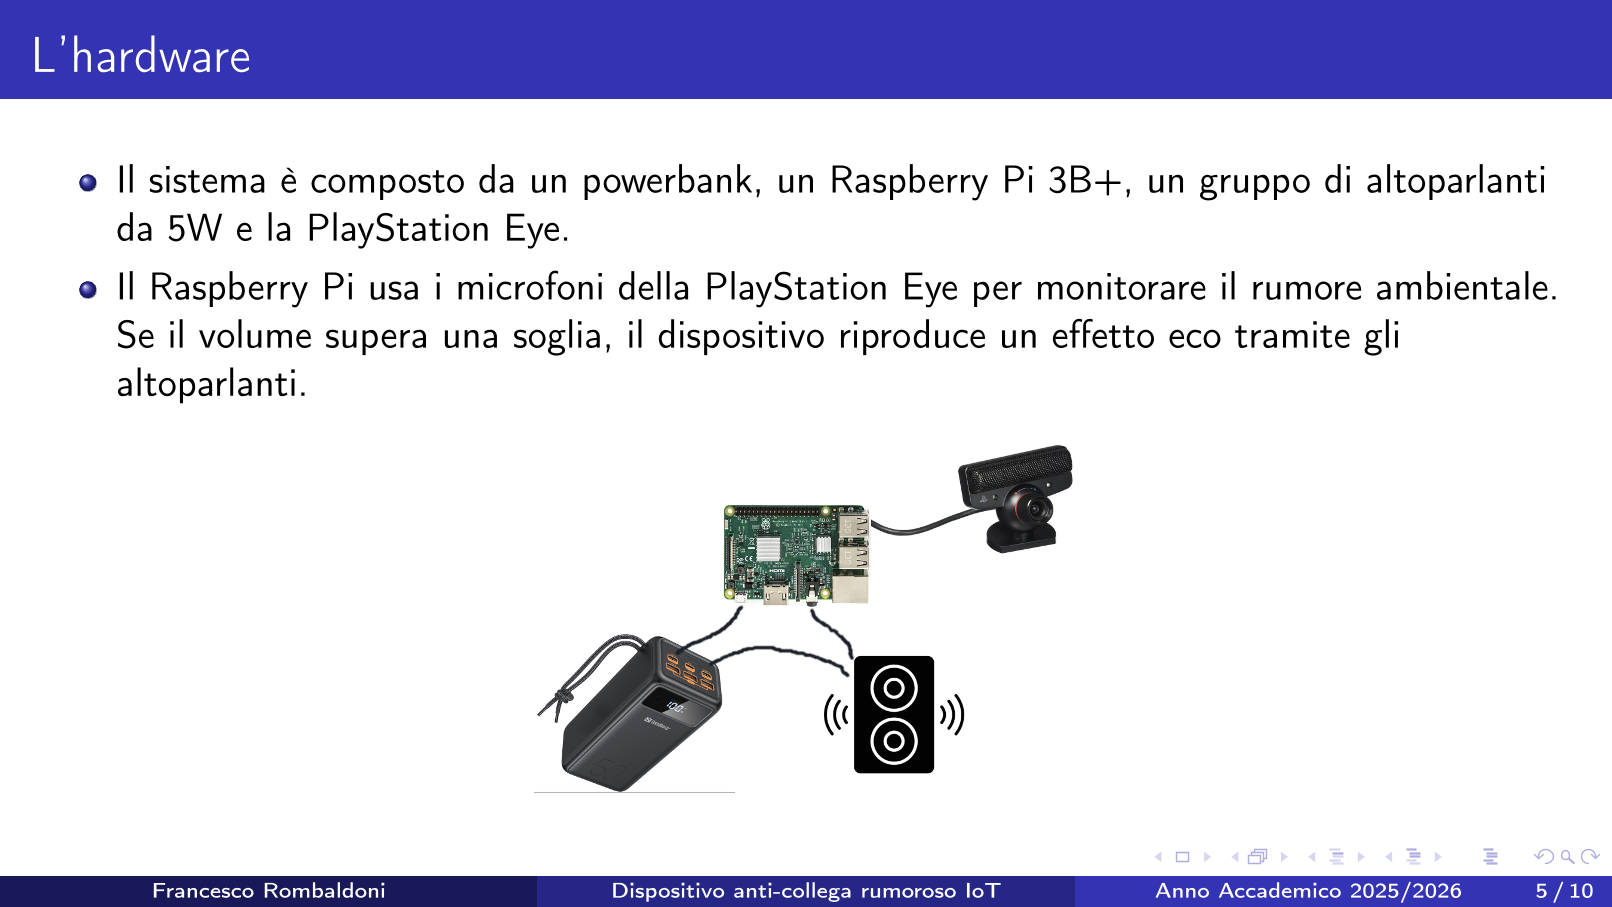 L'hardware
Il sistema è composto da un powerbank, un Raspberry Pi 3B+, un gruppo di altoparlanti
da 5W e la PlayStation Eye.
Il Raspberry Pi usa i microfoni della PlayStation Eye per monitorare il rumore ambientale.
Se il volume supera una soglia, il dispositivo riproduce un effetto eco tramite gli
altoparlanti.
HDMI
100
Francesco Rombaldoni
Dispositivo anti-collega rumoroso IoT
Anno Accademico 2025/2026
5 / 10